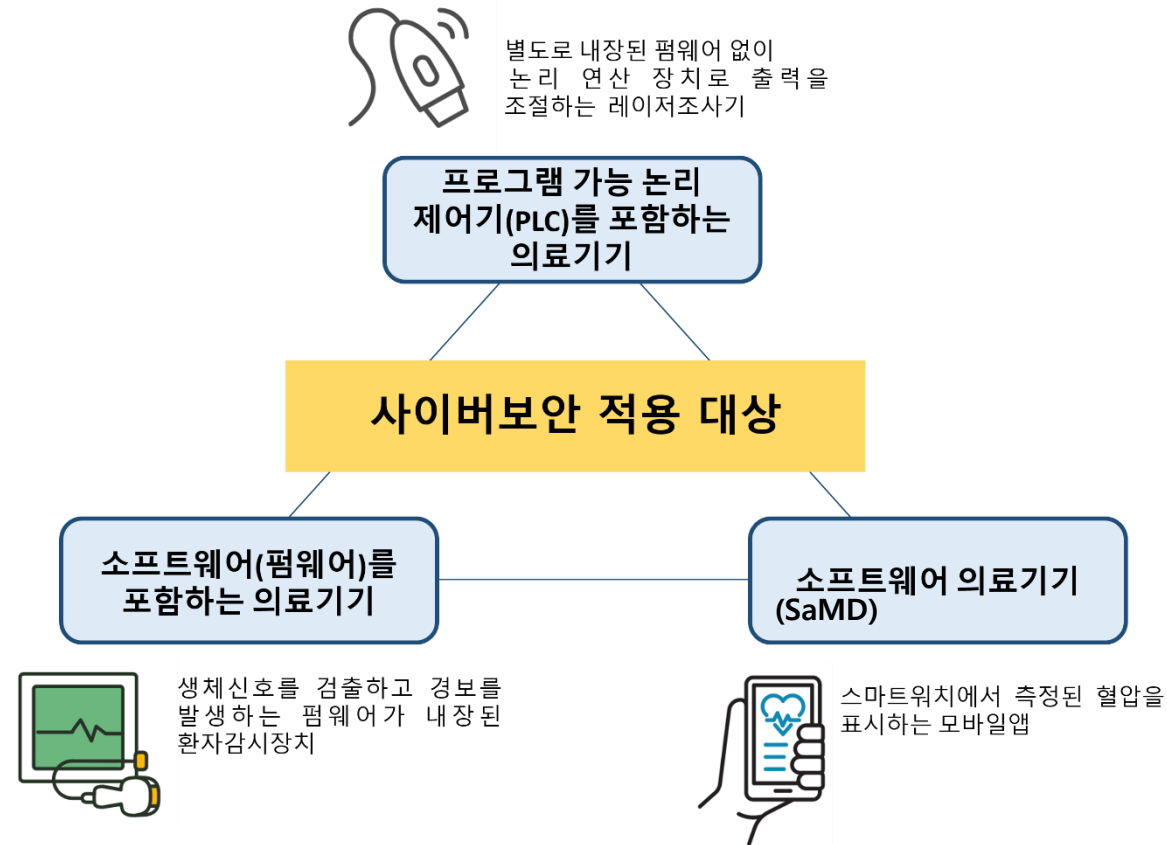 별도로 내장된 펌웨어 없이
논리 연산 장치로 출력을
조절하는 레이저조사기
프로그램 가능 논리
제어기(PLC)를 포함하는
의료기기
사이버보안 적용 대상
소프트웨어(펌웨어)를
포함하는 의료기기
소프트웨어 의료기기
(SaMD)
생체신호를 검출하고 경보를
발생하는 펌웨어가 내장된
환자감시장치
스마트워치에서 측정된 혈압을
표시하는 모바일앱